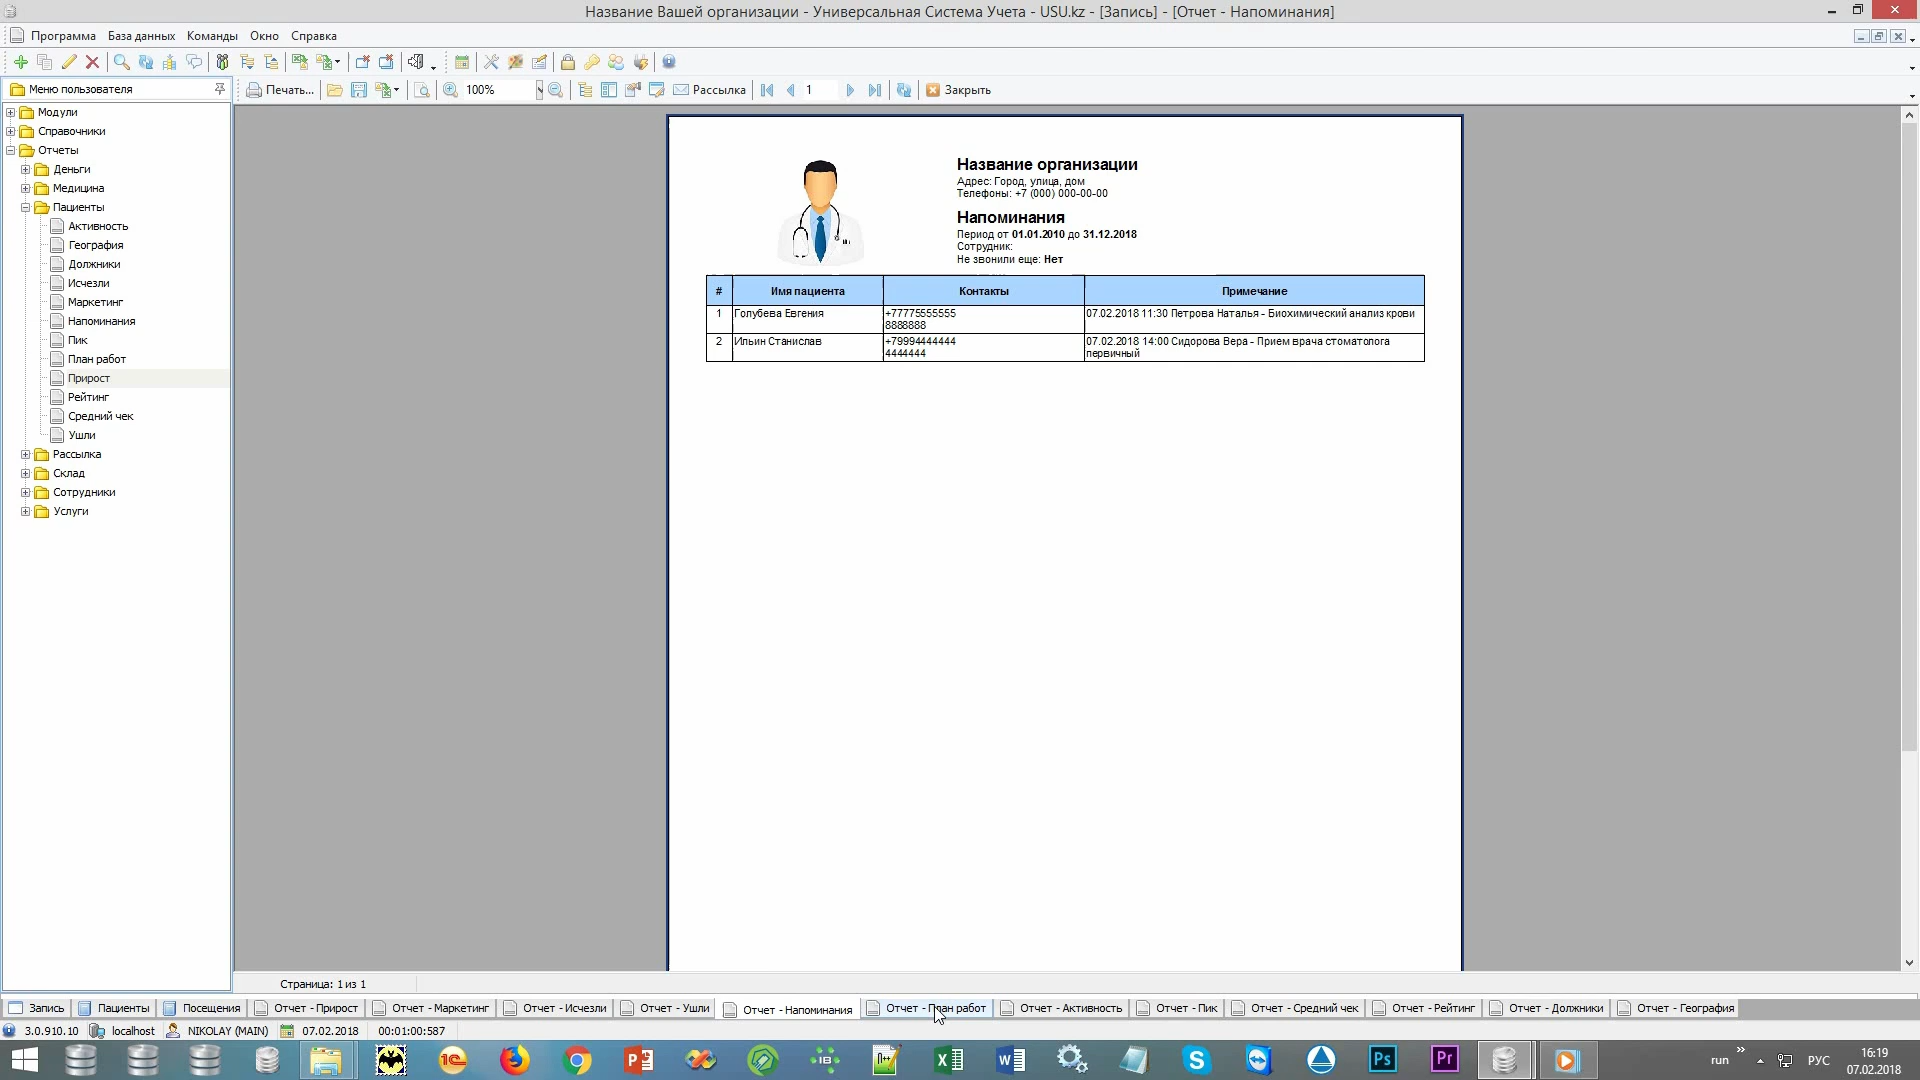 Название Вашей организации - Универсальная Система Учета - USU.kz - [Запись] - [Отчет - Напоминания]
Программа База данных Команды Окно Справка
Меню пользователя
Печать... 100% Рассылка 1 Закрыть
Модули
Справочники
Отчеты
Деньги
Медицина
Пациенты
Активность
География
Должники
Исчезли
Маркетинг
Напоминания
Пик
План работ
Прирост
Рейтинг
Средний чек
Ушли
Рассылка
Склад
Сотрудники
Услуги
Название организации
Адрес: Город, улица, дом
Телефоны: +7 (000) 000-00-00
Напоминания
Период от 01.01.2010 до 31.12.2018
Сотрудник:
Не звонили еще: Нет
# Имя пациента Контакты Примечание
1 Голубева Евгения +77775555555 07.02.2018 11:30 Петрова Наталья - Биохимический анализ крови
8888888
2 Ильин Станислав +79994444444 07.02.2018 14:00 Сидорова Вера - Прием врача стоматолога
4444444 первичный
Страница: 1 из 1
Запись Пациенты Посещения Отчет - Прирост Отчет - Маркетинг Отчет - Исчезли Отчет - Ушли Отчет - Напоминания Отчет - План работ Отчет - Активность Отчет - Пик Отчет - Средний чек Отчет - Рейтинг Отчет - Должники Отчет - География
3.0.910.10 localhost NIKOLAY (MAIN) 07.02.2018 00:01:00:587
1С P Ps Pr run РУС 16:19
07.02.2018